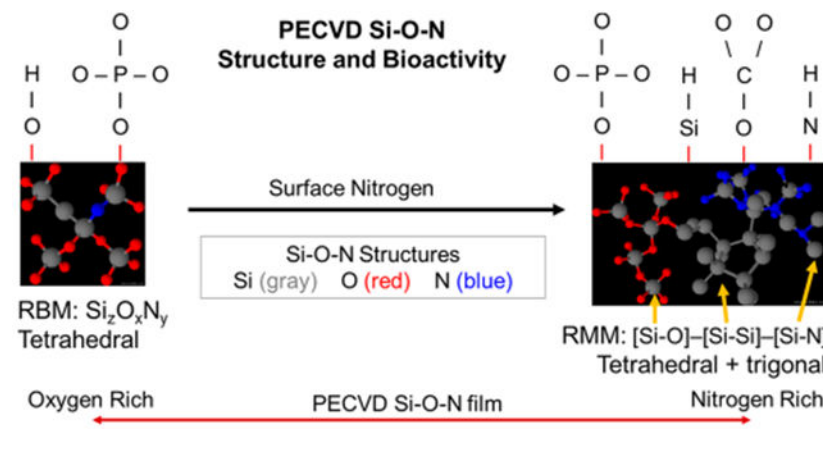 PECVD Si-O-N
Structure and Bioactivity
O
H O–P–O
O O
O O O
O–P–O H C H
O Si O N
Surface Nitrogen
Si-O-N Structures
Si (gray) O (red) N (blue)
RBM: SizOxNy
Tetrahedral
RMM: [Si-O]–[Si-Si]–[Si-N]
Tetrahedral + trigonal
Oxygen Rich
PECVD Si-O-N film
Nitrogen Rich